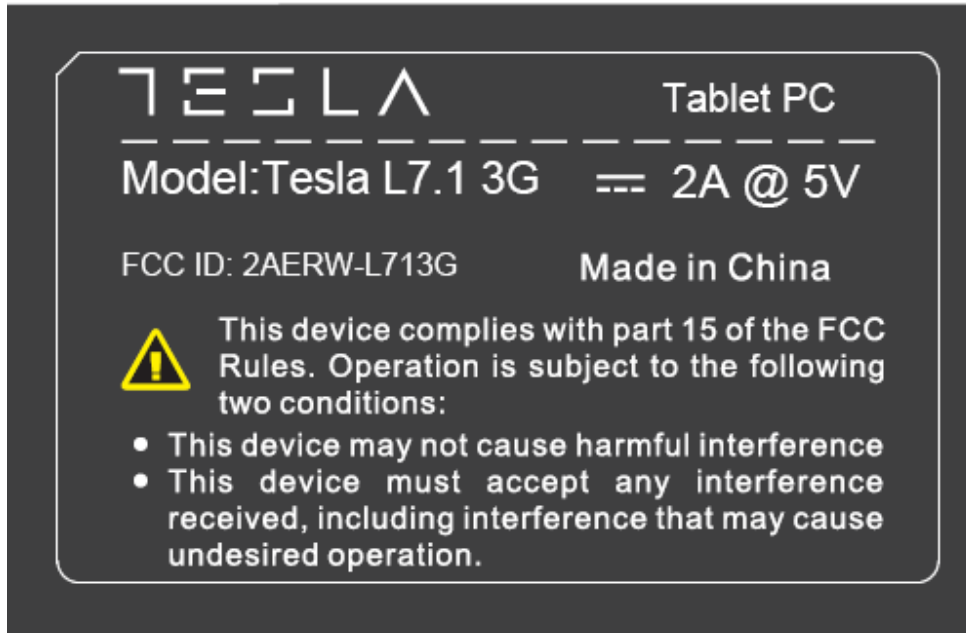 TESLA Tablet PC
Model:Tesla L7.1 3G 2A @ 5V
FCC ID: 2AERW-L713G Made in China
This device complies with part 15 of the FCC
Rules. Operation is subject to the following
two conditions:
• This device may not cause harmful interference
• This device must accept any interference
received, including interference that may cause
undesired operation.